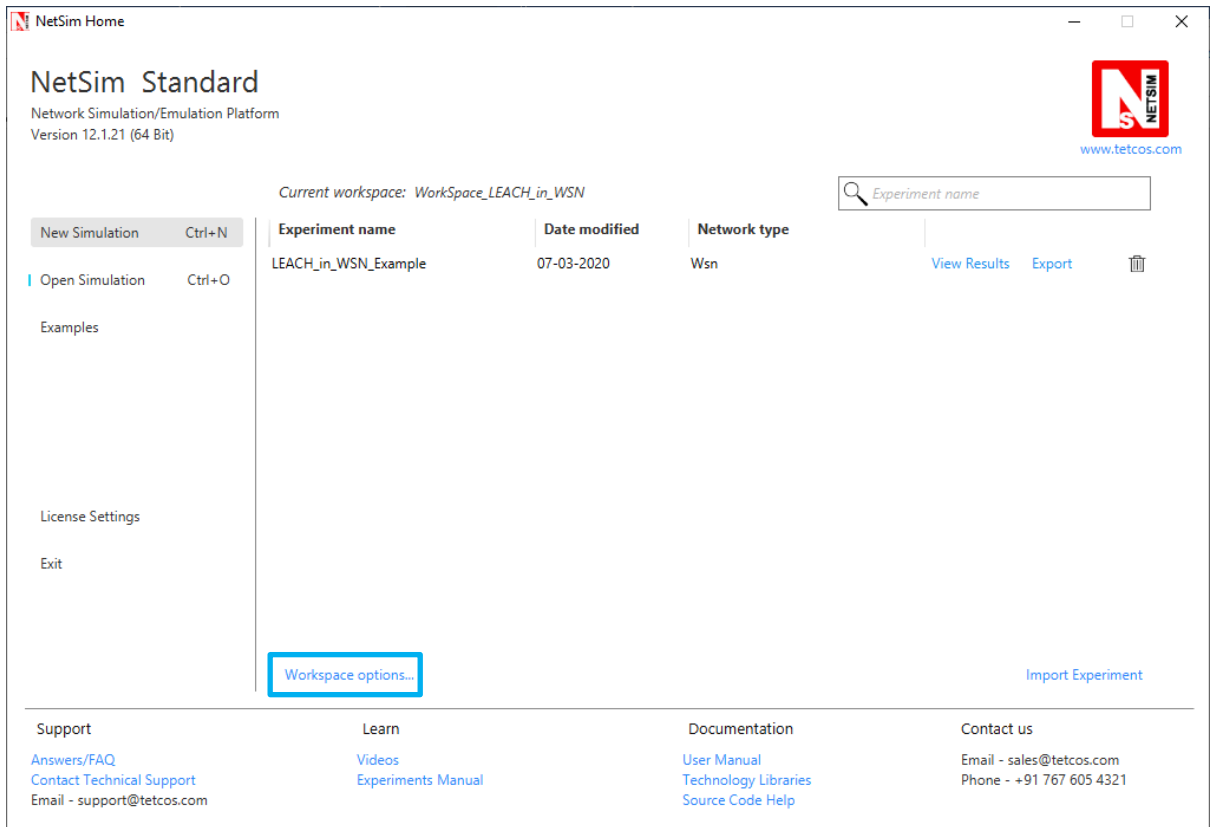 NetSim Home
NetSim Standard
Network Simulation/Emulation Platform
Version 12.1.21 (64 Bit)
NETSIM
NS
www.tetcos.com
Current workspace: WorkSpace_LEACH_in_WSN
Experiment name
New Simulation Ctrl+N
Experiment name Date modified Network type
LEACH_in_WSN_Example 07-03-2020 Wsn View Results Export
Open Simulation Ctrl+O
Examples
License Settings
Exit
Workspace options...
Import Experiment
Support Learn Documentation Contact us
Answers/FAQ Videos User Manual Email - sales@tetcos.com
Contact Technical Support Experiments Manual Technology Libraries Phone - +91 767 605 4321
Email - support@tetcos.com Source Code Help